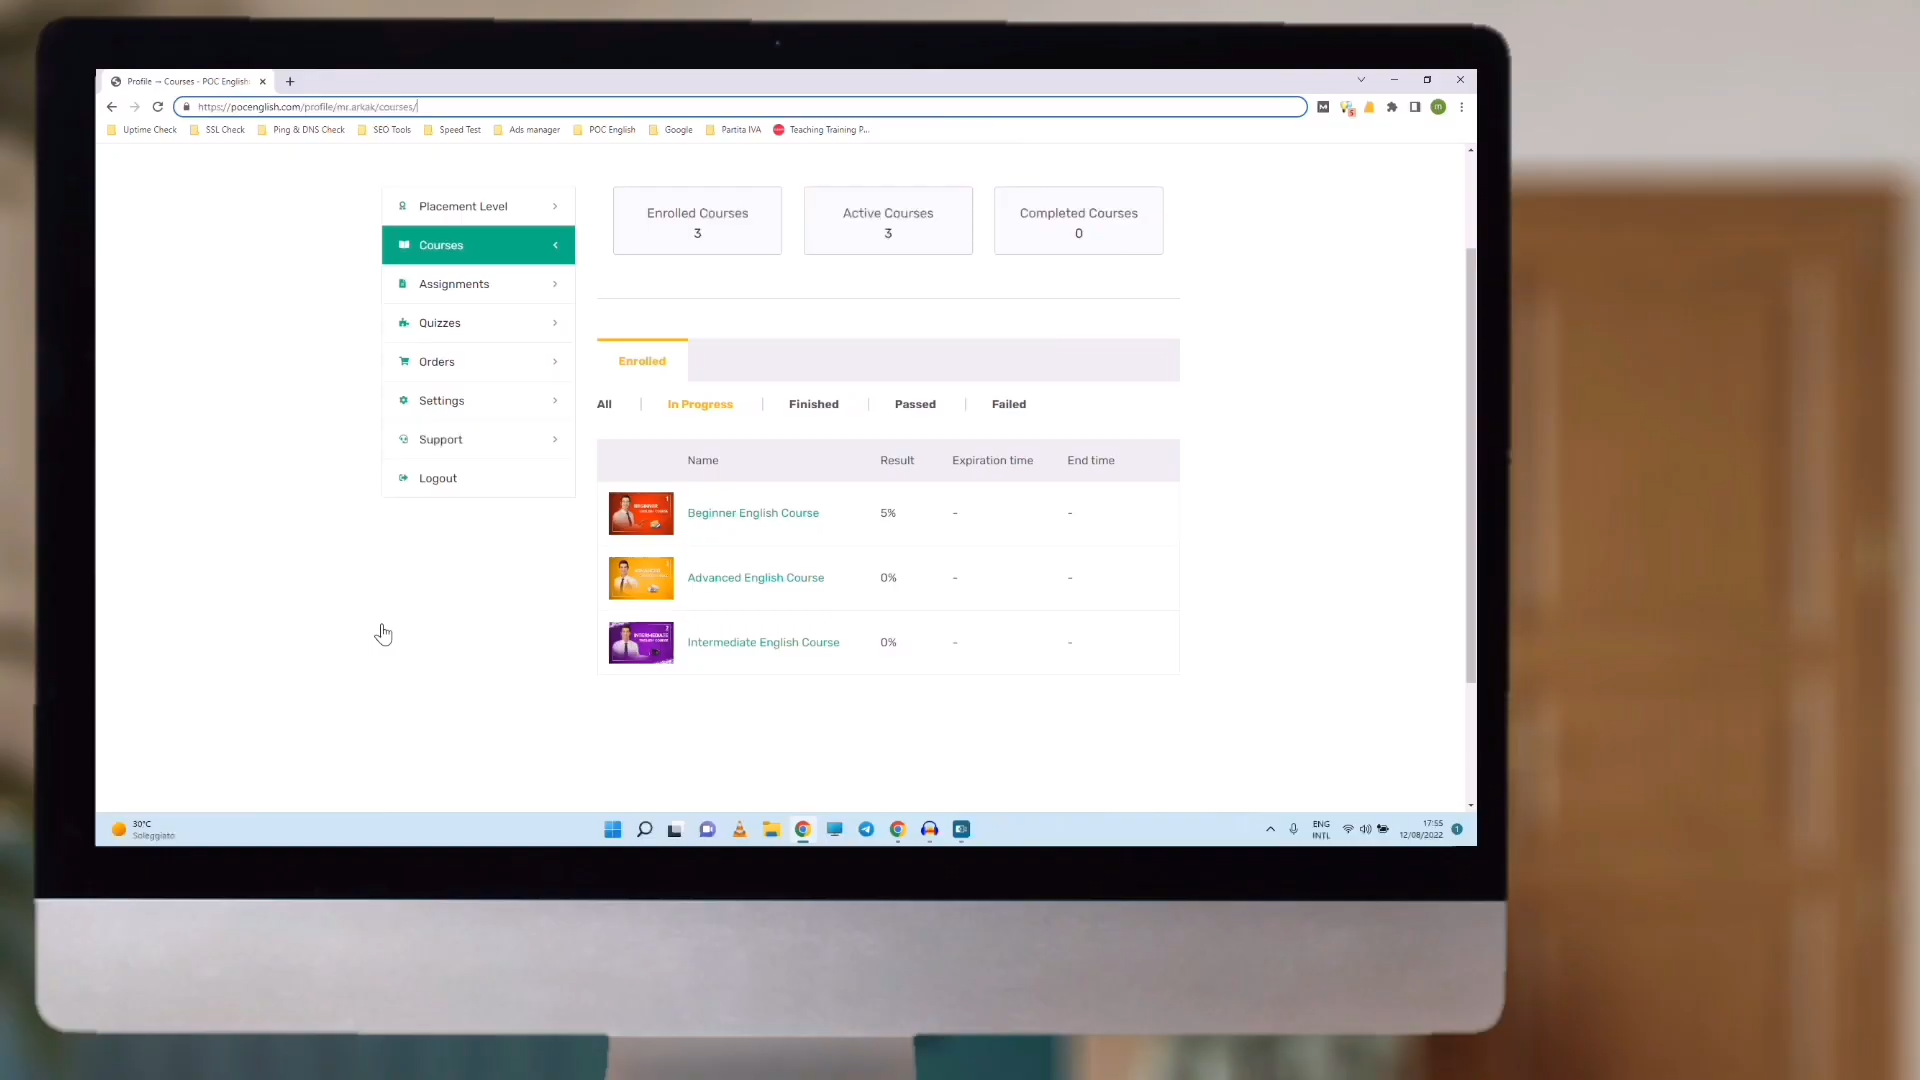 Profile — Courses - POC English
https://pocenglish.com/profile/mr.arkak/courses/
Uptime Check SSL Check Ping & DNS Check SEO Tools Speed Test Ads manager POC English Google Partita IVA Teaching Training P...
Placement Level
Courses
Assignments
Quizzes
Orders
Settings
Support
Logout
Enrolled Courses
3
Active Courses
3
Completed Courses
0
Enrolled
All | In Progress | Finished | Passed | Failed
Name Result Expiration time End time
Beginner English Course 5% - -
Advanced English Course 0% - -
INTERMEDIATE
Intermediate English Course 0% - -
30°C
Soleggiato
ENG
INTL
17:55
12/08/2022
1